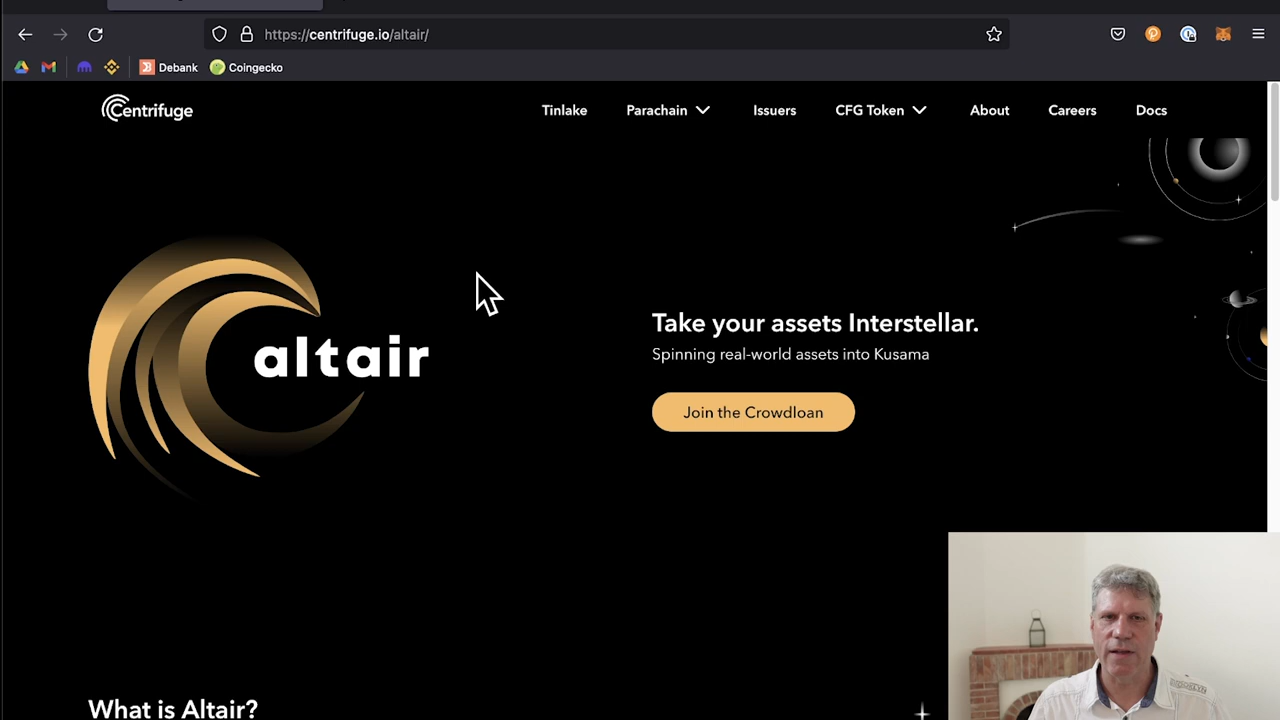 https://centrifuge.io/altair/
Debank Coingecko
Centrifuge Tinlake Parachain Issuers CFG Token About Careers Docs
altair
Take your assets Interstellar.
Spinning real-world assets into Kusama
Join the Crowdloan
What is Altair?